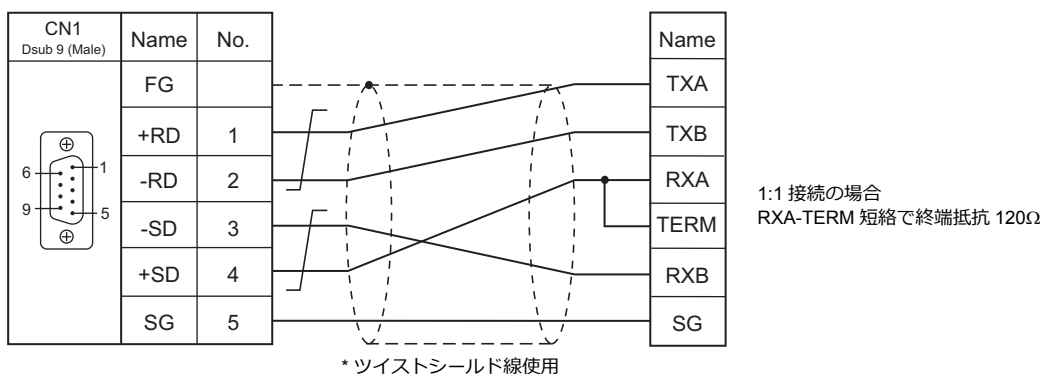 CN1
Dsub 9 (Male)
Name
No.
FG
+RD
1
-RD
2
-SD
3
+SD
4
SG
5
6
1
9
5
Name
TXA
TXB
RXA
TERM
RXB
SG
1:1 接続の場合
RXA-TERM 短絡で終端抵抗 120Ω
* ツイストシールド線使用